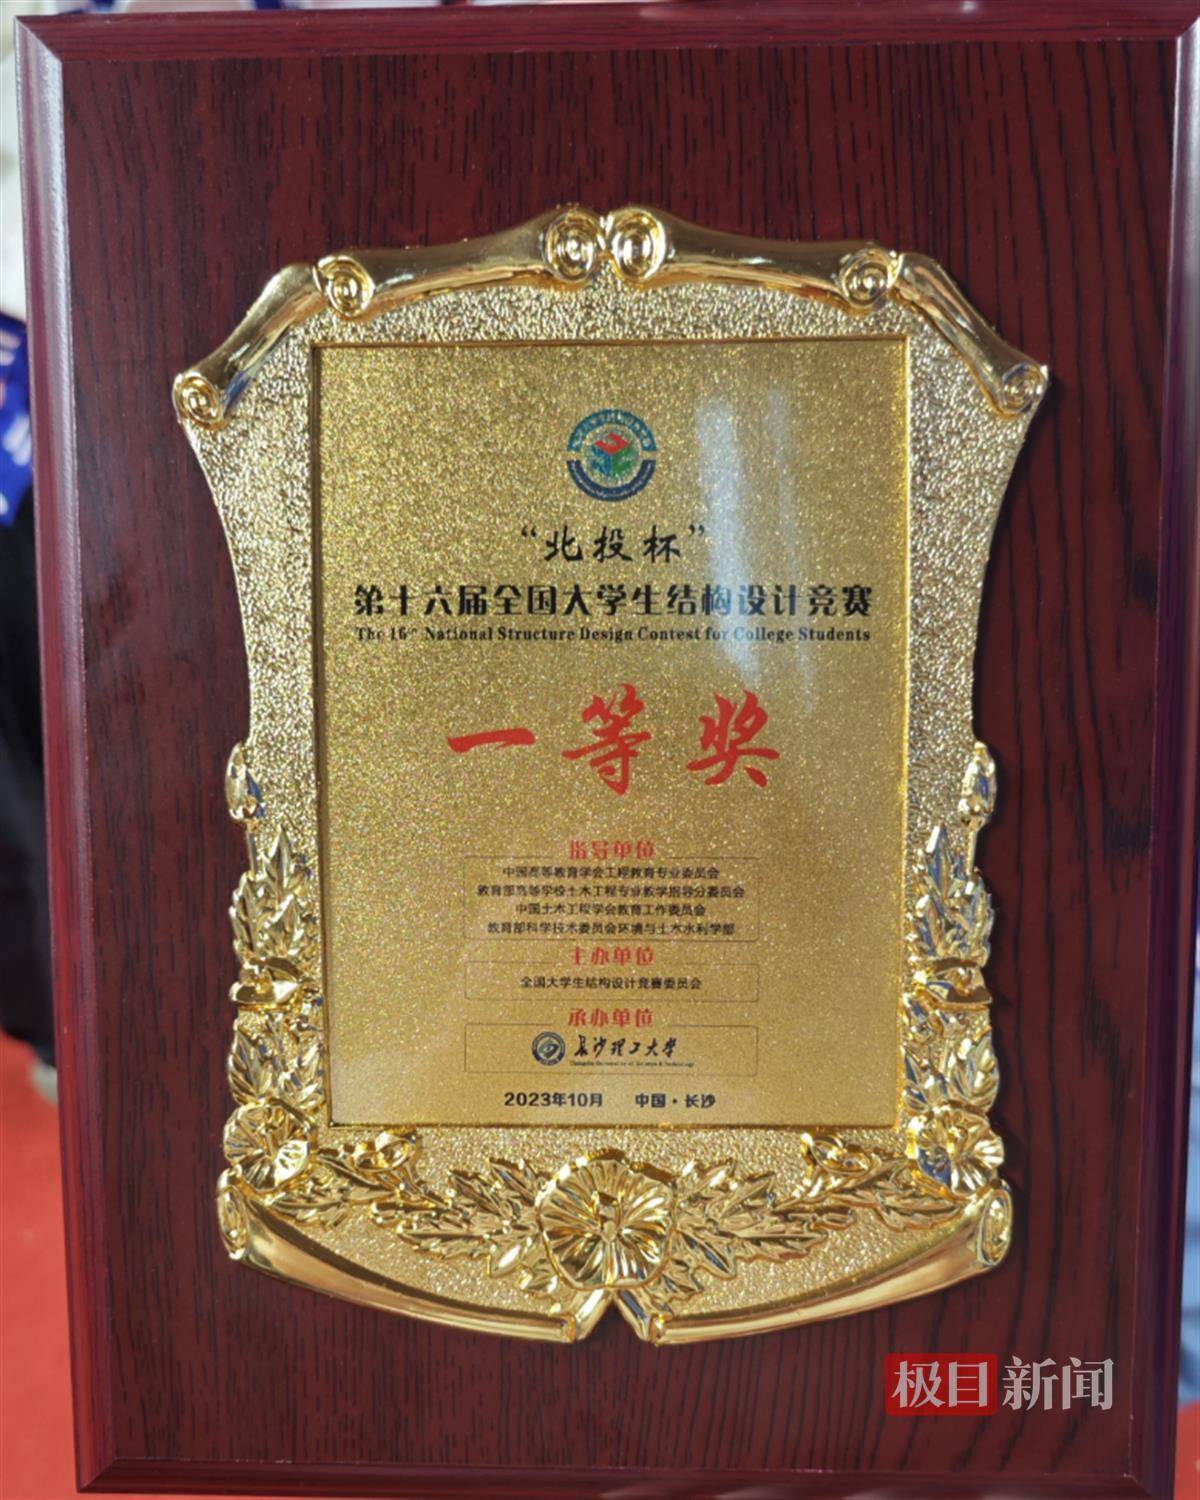 “北投杯”
第十六届全国大学生结构设计竞赛
The 16th National Structure Design Contest for College Students
一等奖
指导单位
中国高等教育学会工程教育专业委员会
教育部高等学校土木工程专业教学指导分委员会
中国土木工程学会教育工作委员会
教育部科学技术委员会环境与土木水利学部
主办单位
全国大学生结构设计竞赛委员会
承办单位
长沙理工大学
Changsha University of Science & Technology
2023年10月 中国·长沙
极目新闻